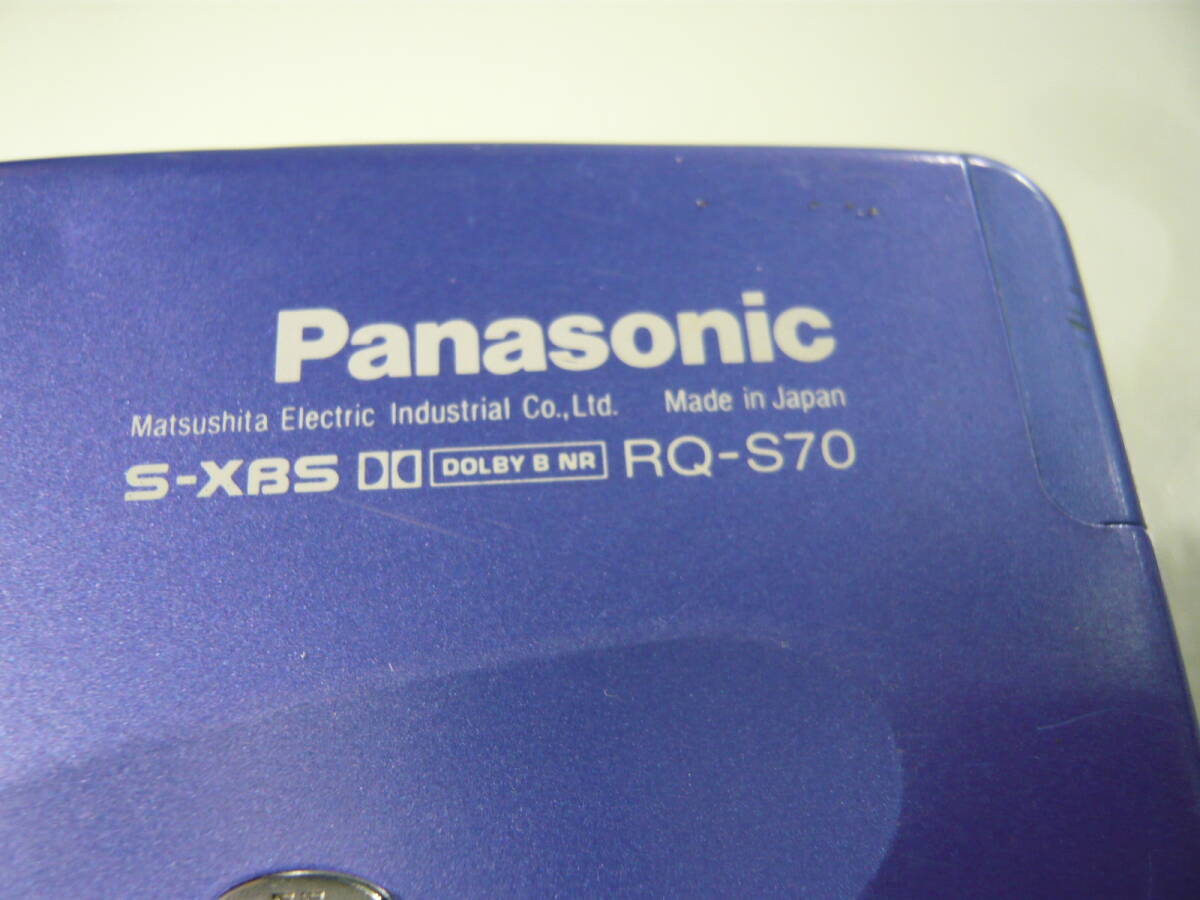 Panasonic
Matsushita Electric Industrial Co.,Ltd. Made in Japan
S-XBS DOLBY B NR RQ-S70